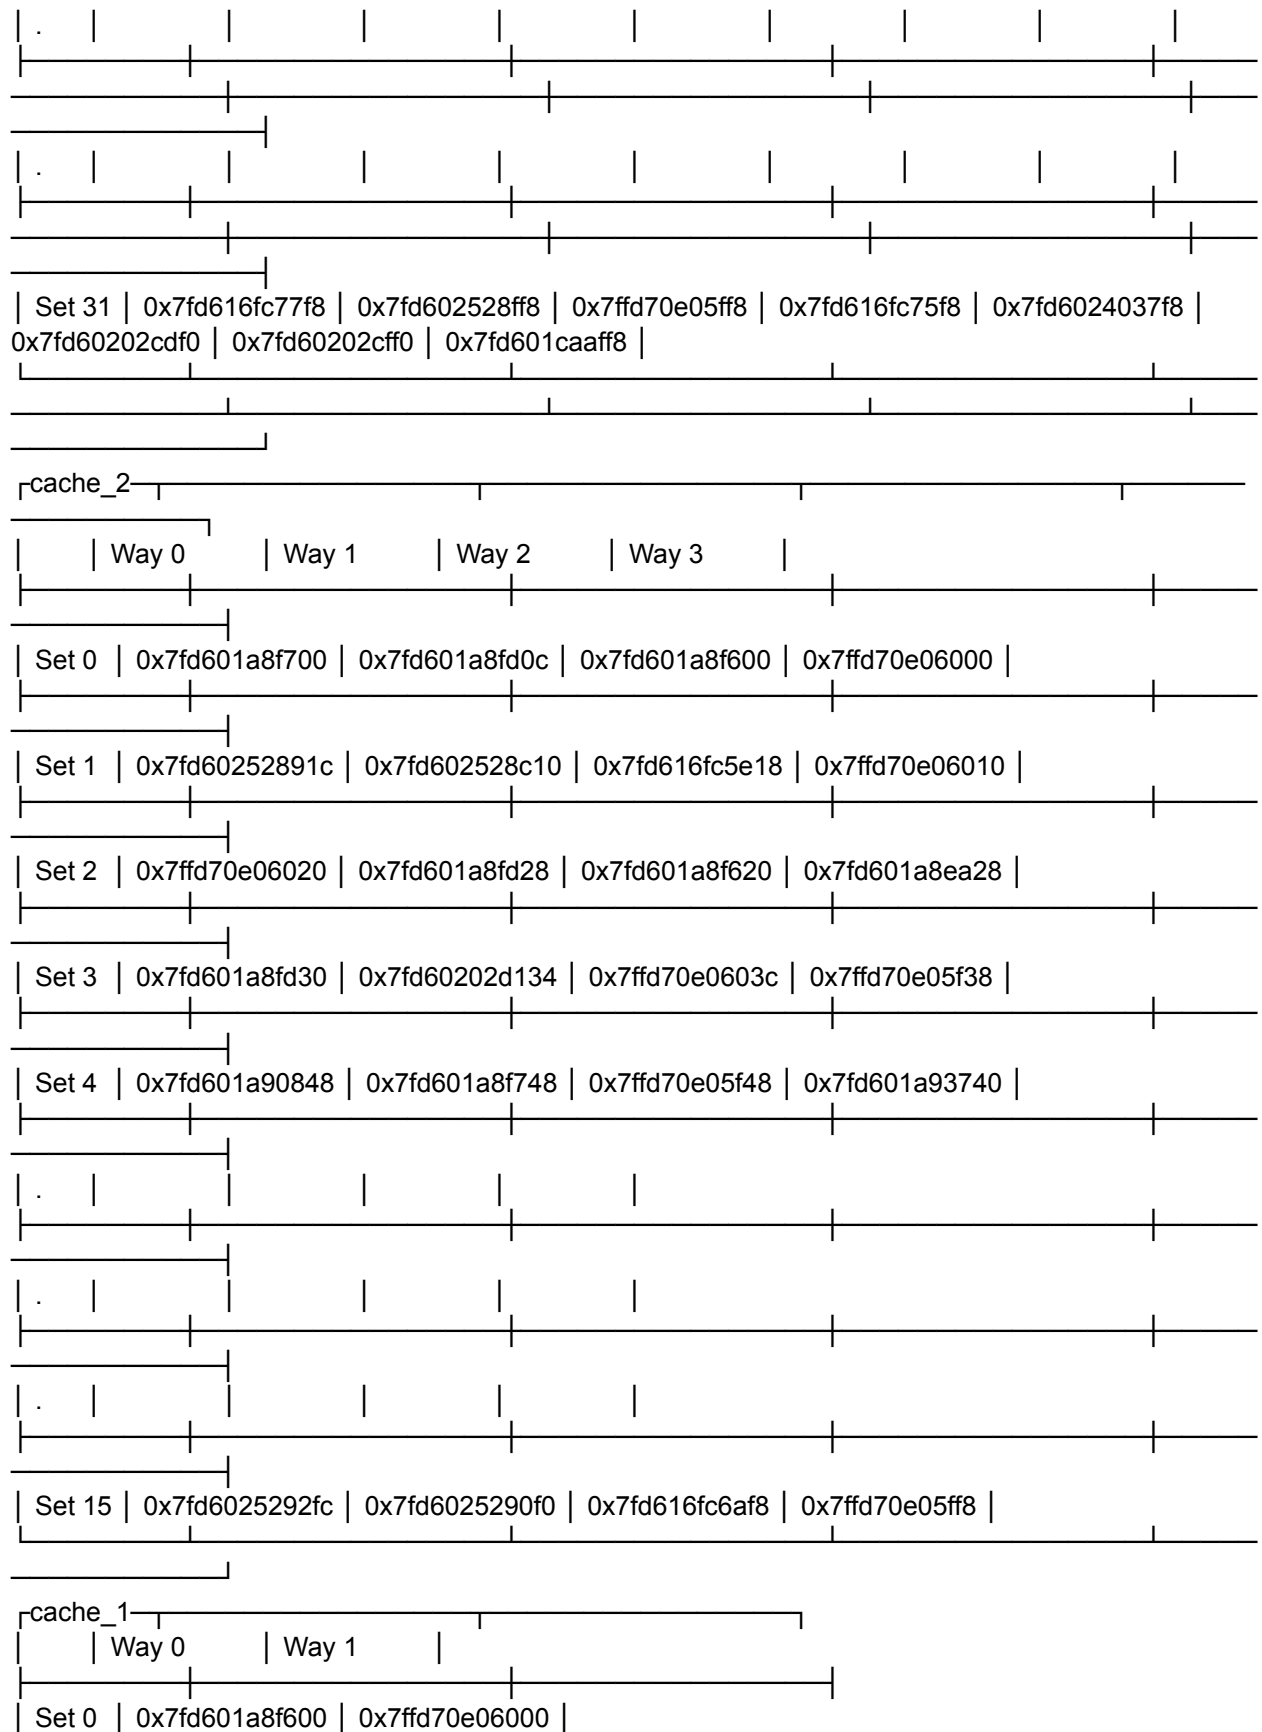 │ . │ │ │ │ │ │ │ │ │
│ . │ │ │ │ │ │ │ │ │
│ Set 31 │ 0x7fd616fc77f8 │ 0x7fd602528ff8 │ 0x7ffd70e05ff8 │ 0x7fd616fc75f8 │ 0x7fd6024037f8 │
0x7fd60202cdf0 │ 0x7fd60202cff0 │ 0x7fd601caaff8 │
cache_2
│ │ Way 0 │ Way 1 │ Way 2 │ Way 3 │
│ Set 0 │ 0x7fd601a8f700 │ 0x7fd601a8fd0c │ 0x7fd601a8f600 │ 0x7ffd70e06000 │
│ Set 1 │ 0x7fd60252891c │ 0x7fd602528c10 │ 0x7fd616fc5e18 │ 0x7ffd70e06010 │
│ Set 2 │ 0x7ffd70e06020 │ 0x7fd601a8fd28 │ 0x7fd601a8f620 │ 0x7fd601a8ea28 │
│ Set 3 │ 0x7fd601a8fd30 │ 0x7fd60202d134 │ 0x7ffd70e0603c │ 0x7ffd70e05f38 │
│ Set 4 │ 0x7fd601a90848 │ 0x7fd601a8f748 │ 0x7ffd70e05f48 │ 0x7fd601a93740 │
│ . │ │ │ │ │
│ . │ │ │ │ │
│ . │ │ │ │ │
│ Set 15 │ 0x7fd6025292fc │ 0x7fd6025290f0 │ 0x7fd616fc6af8 │ 0x7ffd70e05ff8 │
cache_1
│ │ Way 0 │ Way 1 │
│ Set 0 │ 0x7fd601a8f600 │ 0x7ffd70e06000 │